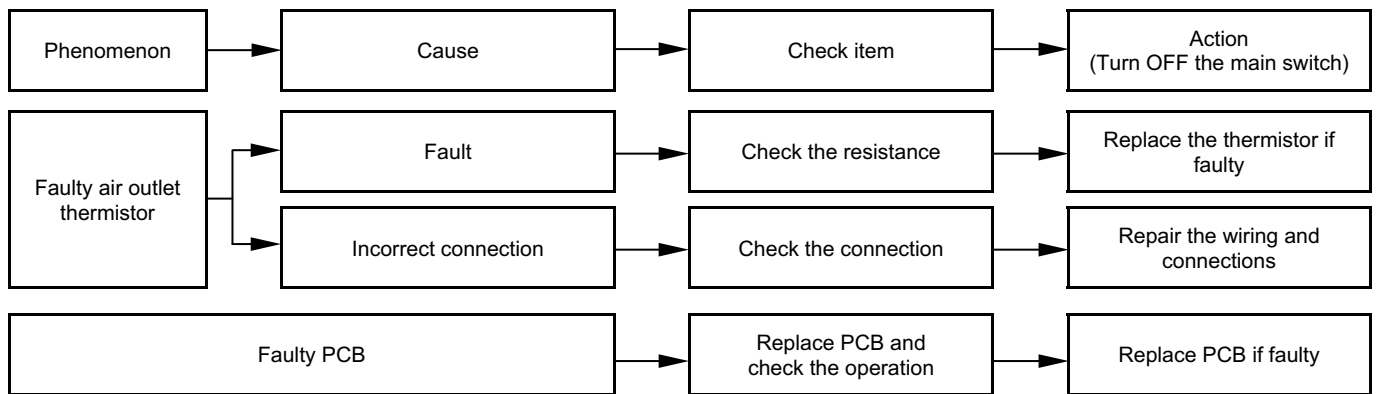 Phenomenon
Cause
Check item
Action
(Turn OFF the main switch)
Faulty air outlet
thermistor
Fault
Check the resistance
Replace the thermistor if
faulty
Incorrect connection
Check the connection
Repair the wiring and
connections
Faulty PCB
Replace PCB and
check the operation
Replace PCB if faulty